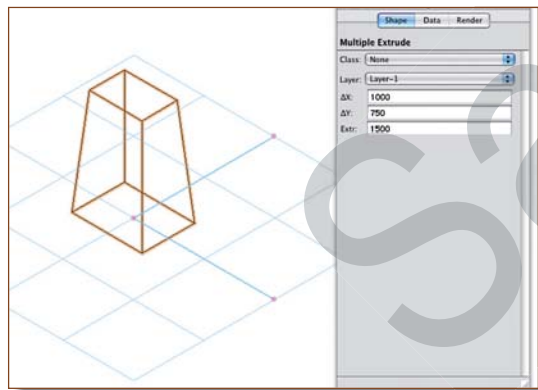 Shape Data Render
Multiple Extrude
Class: None
Layer: Layer-1
ΔX: 1000
ΔY: 750
Extr: 1500